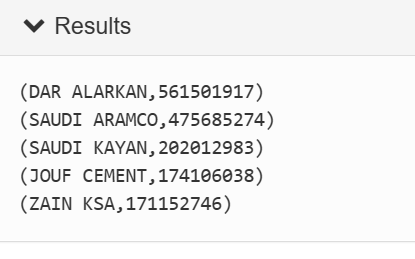 Results
(DAR ALARKAN,561501917)
(SAUDI ARAMCO,475685274)
(SAUDI KAYAN,202012983)
(JOUF CEMENT,174106038)
(ZAIN KSA,171152746)